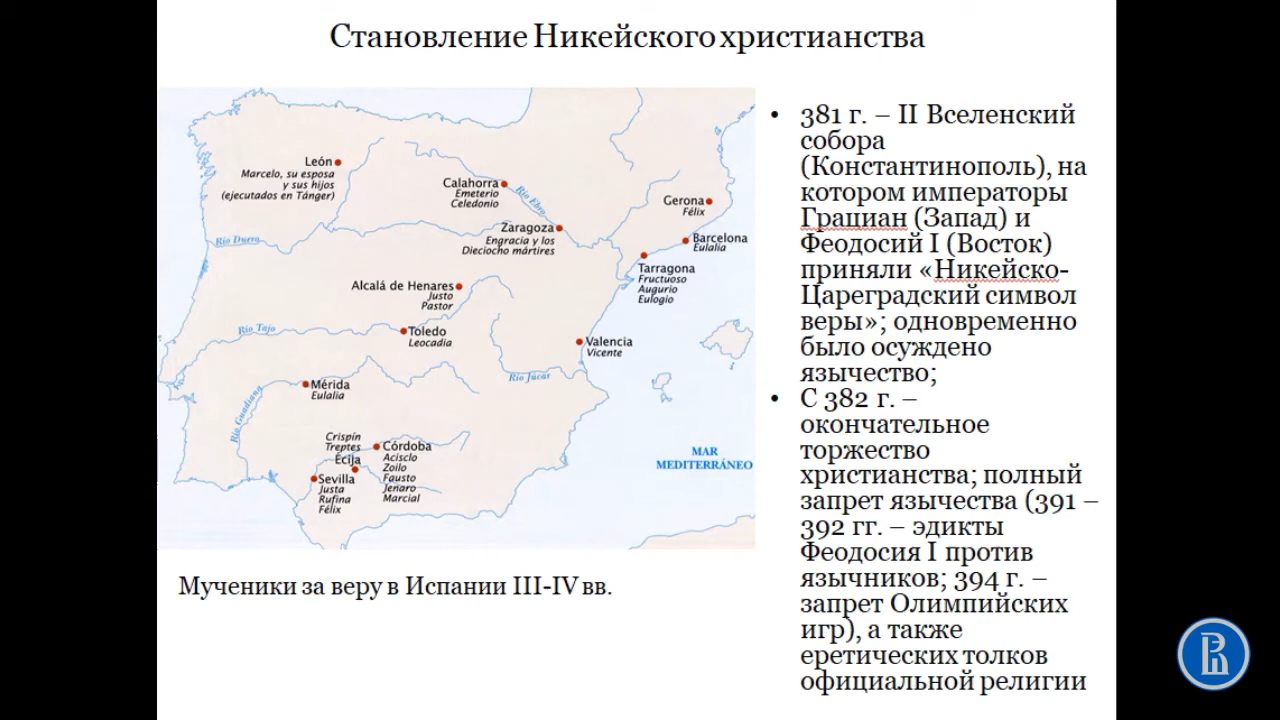 Становление Никейского христианства
León
Marcelo, su esposa
y sus hijos
(ejecutados en Tánger)
Calahorra
Emeterio
Celedonio
Río Ebro
Gerona
Félix
Zaragoza
Engracia y los
Dieciocho mártires
Barcelona
Eulalia
Río Duero
Tarragona
Fructuoso
Augurio
Eulogio
Alcalá de Henares
Justo
Pastor
Río Tajo
Toledo
Leocadia
Valencia
Vicente
Río Júcar
Mérida
Eulalia
Río Guadiana
Crispín
Treptes
Écija
Córdoba
Acisclo
Zoilo
Fausto
Jenaro
Marcial
Sevilla
Justa
Rufina
Félix
MAR
MEDITERRÁNEO
Мученики за веру в Испании III-IV вв.
• 381 г. – II Вселенский
собора
(Константинополь), на
котором императоры
Грациан (Запад) и
Феодосий I (Восток)
приняли «Никейско-
Цареградский символ
веры»; одновременно
было осуждено
язычество;
• С 382 г. –
окончательное
торжество
христианства; полный
запрет язычества (391 –
392 гг. – эдикты
Феодосия I против
язычников; 394 г. –
запрет Олимпийских
игр), а также
еретических толков
официальной религии